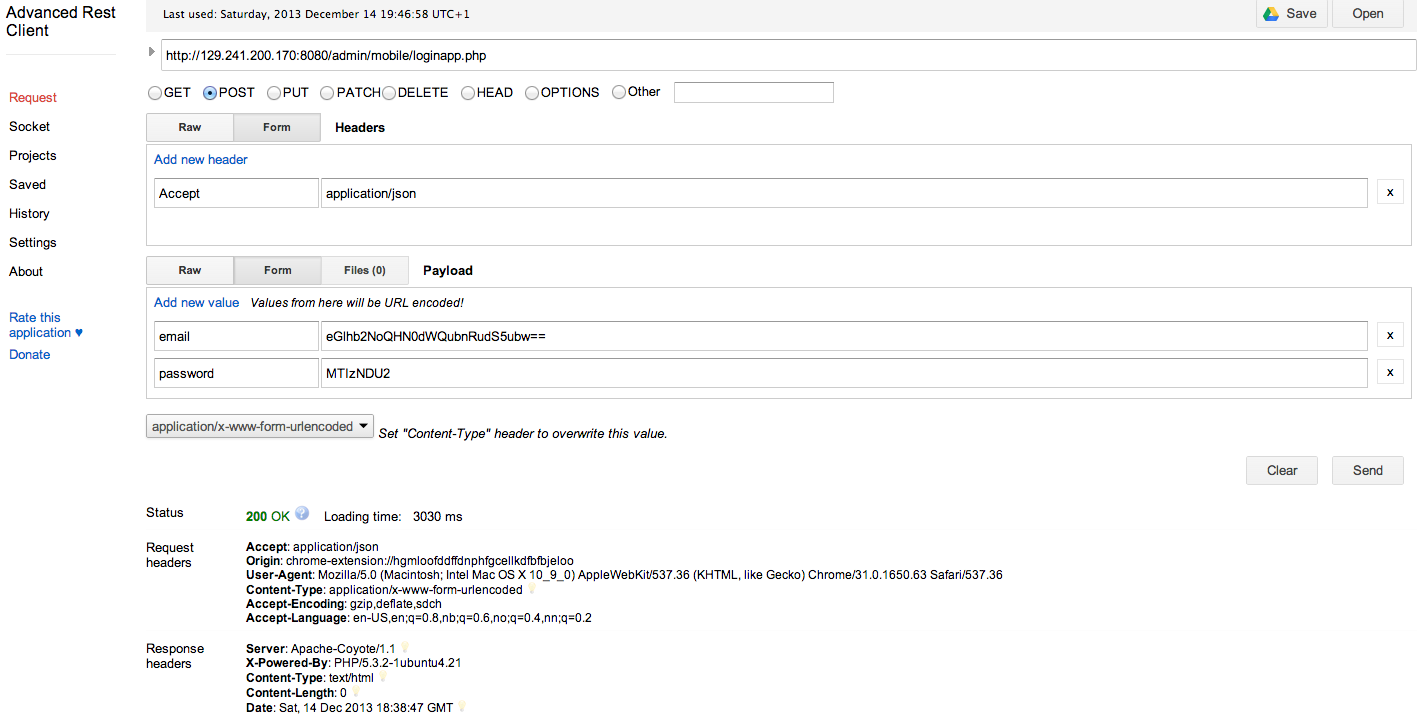 Advanced Rest
Client
Last used: Saturday, 2013 December 14 19:46:58 UTC+1
Save
Open
http://129.241.200.170:8080/admin/mobile/loginapp.php
GET POST PUT PATCH DELETE HEAD OPTIONS Other
Request
Socket
Projects
Saved
History
Settings
About
Rate this
application ♥
Donate
Raw Form Headers
Add new header
Accept application/json x
Raw Form Files (0) Payload
Add new value Values from here will be URL encoded!
email eGlhb2NoQHN0dWQubnRudS5ubw== x
password MTIzNDU2 x
application/x-www-form-urlencoded Set "Content-Type" header to overwrite this value.
Clear Send
Status 200 OK ? Loading time: 3030 ms
Request
headers
Accept: application/json
Origin: chrome-extension://hgmloofddffdnphfgcellkdfbfbjeloo
User-Agent: Mozilla/5.0 (Macintosh; Intel Mac OS X 10_9_0) AppleWebKit/537.36 (KHTML, like Gecko) Chrome/31.0.1650.63 Safari/537.36
Content-Type: application/x-www-form-urlencoded
Accept-Encoding: gzip,deflate,sdch
Accept-Language: en-US,en;q=0.8,nb;q=0.6,no;q=0.4,nn;q=0.2
Response
headers
Server: Apache-Coyote/1.1
X-Powered-By: PHP/5.3.2-1ubuntu4.21
Content-Type: text/html
Content-Length: 0
Date: Sat, 14 Dec 2013 18:38:47 GMT